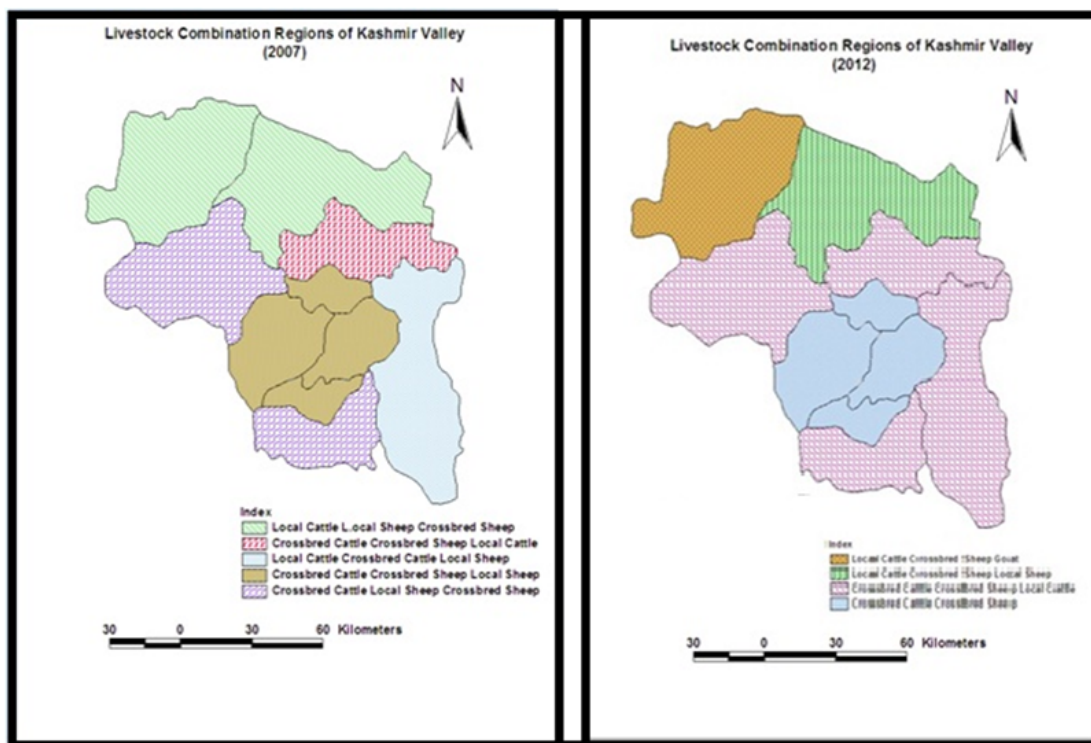 Livestock Combination Regions of Kashmir Valley
(2007)
N
Index
Local Cattle Local Sheep Crossbred Sheep
Crossbred Cattle Crossbred Sheep Local Cattle
Local Cattle Crossbred Cattle Local Sheep
Crossbred Cattle Crossbred Sheep Local Sheep
Crossbred Cattle Local Sheep Crossbred Sheep
30 0 30 60 Kilometers
Livestock Combination Regions of Kashmir Valley
(2012)
N
Index
Local Cattle Crossbred Sheep
Local Cattle Crossbred Sheep Local Sheep
Crossbred Cattle Crossbred Sheep Local Cattle
Crossbred Cattle Crossbred Sheep
30 0 30 60 Kilometers